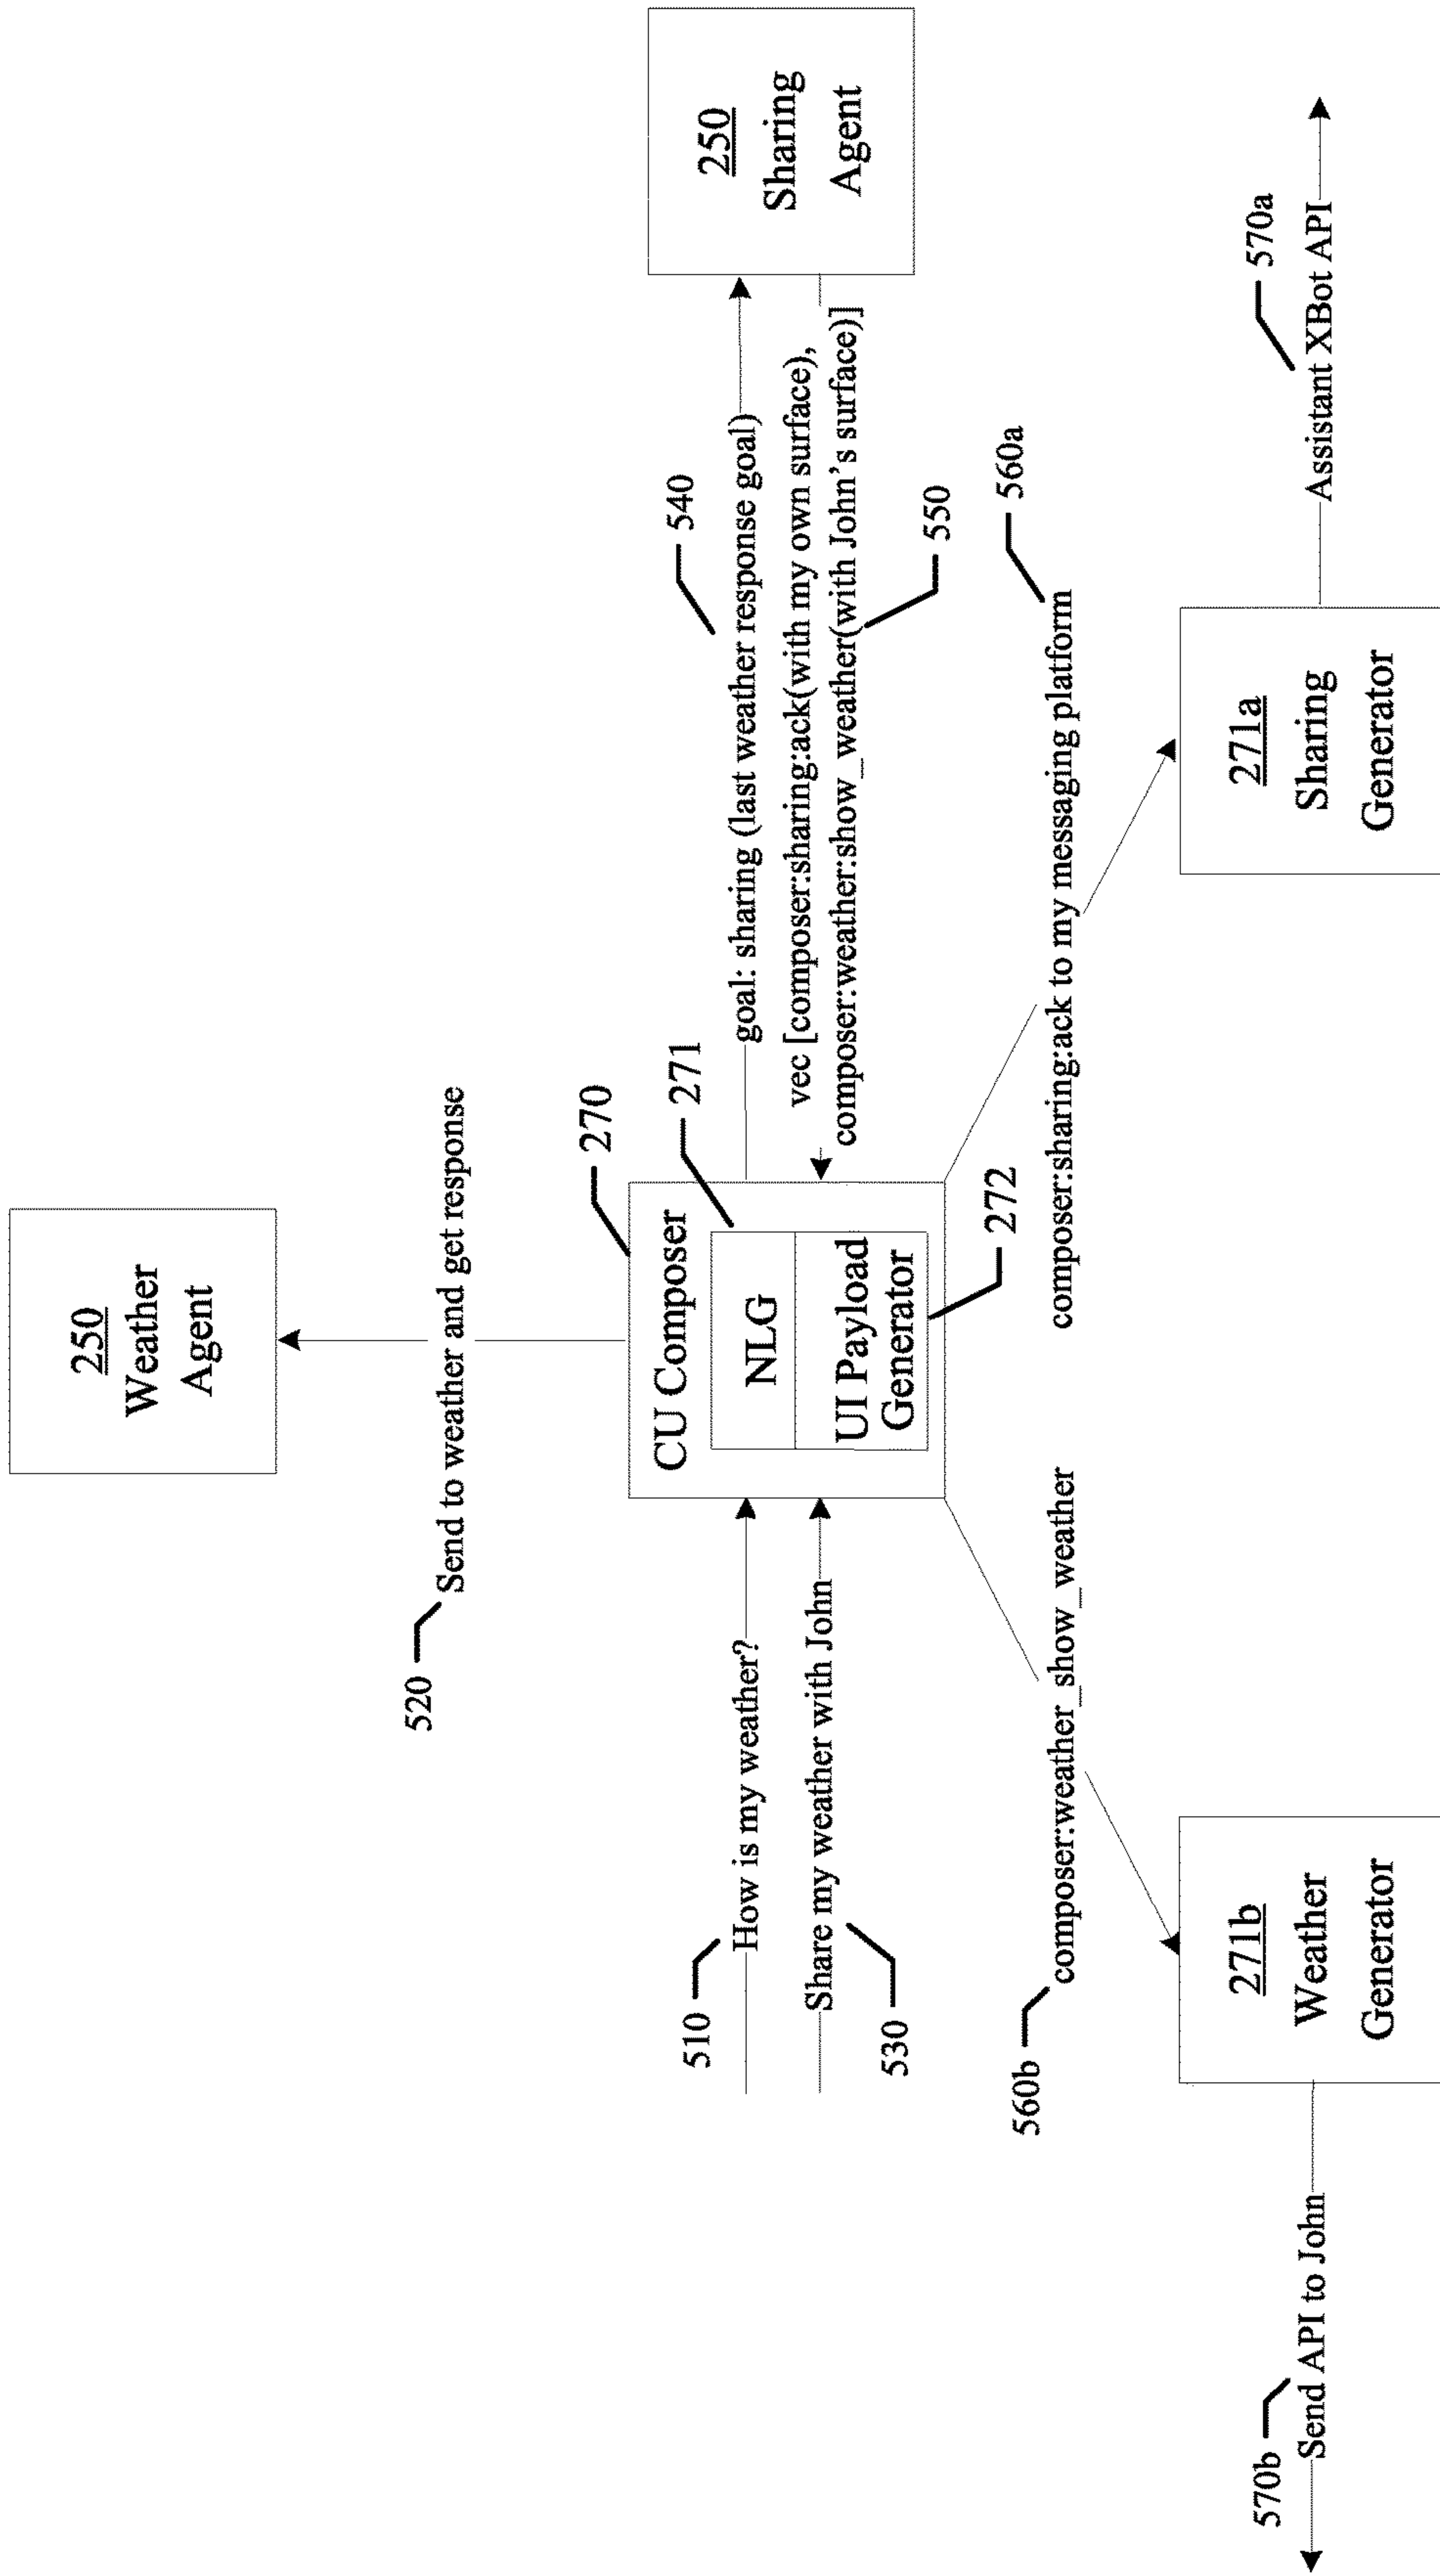 250
Weather
Agent
520
Send to weather and get response
510
How is my weather?
530
Share my weather with John
CU Composer
270
NLG
271
UI Payload
Generator
272
540
goal: sharing (last weather response goal)
vec [composer:sharing:ack(with my own surface),
composer:weather:show_weather(with John's surface)]
550
250
Sharing
Agent
560b
composer:weather_show_weather
composer:sharing:ack to my messaging platform
560a
271b
Weather
Generator
570b
Send API to John
271a
Sharing
Generator
570a
Assistant XBot API